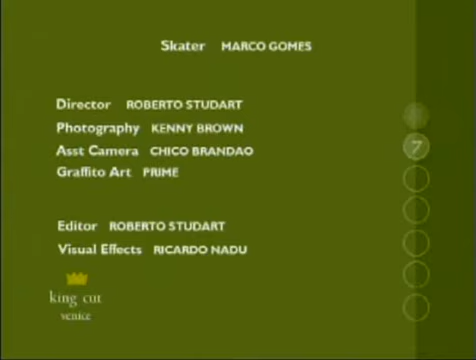 Skater MARCO GOMES
Director ROBERTO STUDART
Photography KENNY BROWN
Asst Camera CHICO BRANDAO
Graffito Art PRIME
7
Editor ROBERTO STUDART
Visual Effects RICARDO NADU
king cut
venice